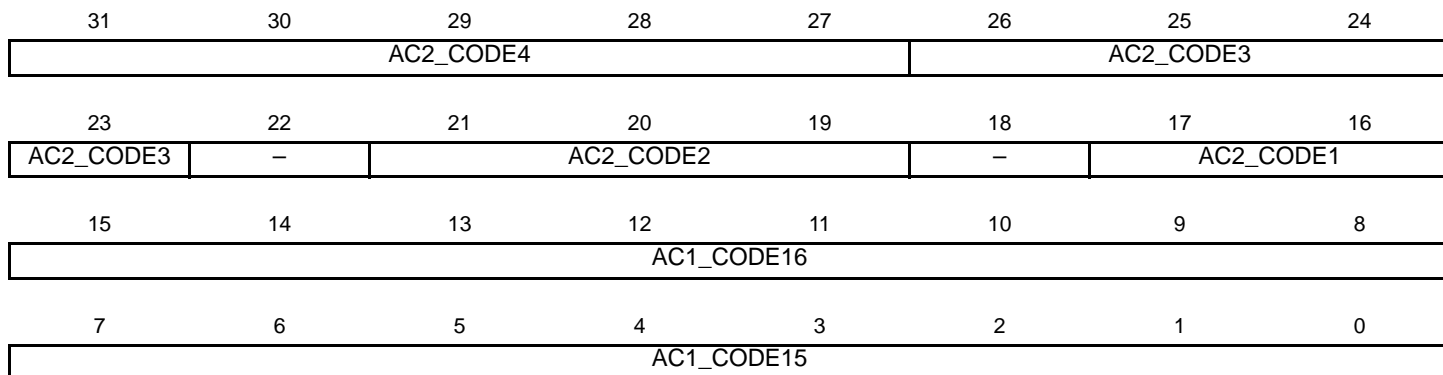 31 30 29 28 27 26 25 24
AC2_CODE4 AC2_CODE3
23 22 21 20 19 18 17 16
AC2_CODE3 – AC2_CODE2 – AC2_CODE1
15 14 13 12 11 10 9 8
AC1_CODE16
7 6 5 4 3 2 1 0
AC1_CODE15